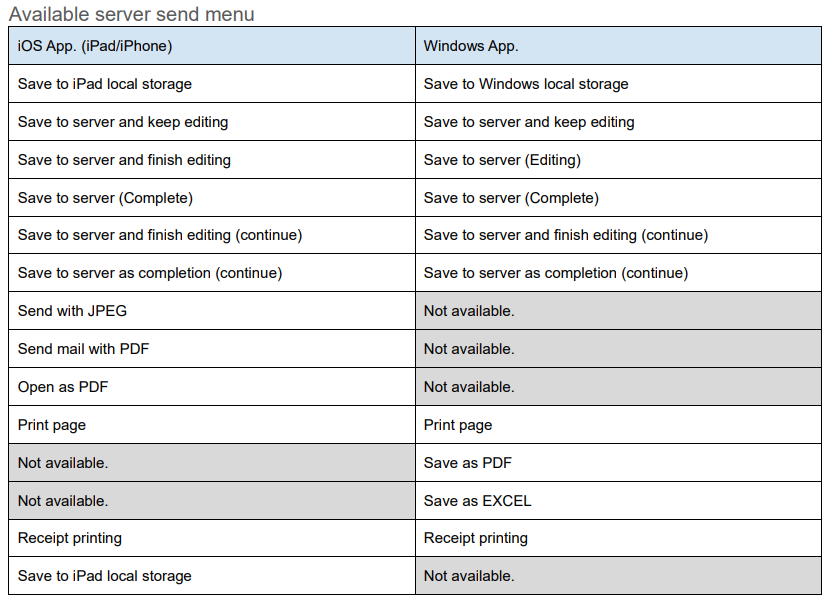 Available server send menu
iOS App. (iPad/iPhone) Windows App.
Save to iPad local storage Save to Windows local storage
Save to server and keep editing Save to server and keep editing
Save to server and finish editing Save to server (Editing)
Save to server (Complete) Save to server (Complete)
Save to server and finish editing (continue) Save to server and finish editing (continue)
Save to server as completion (continue) Save to server as completion (continue)
Send with JPEG Not available.
Send mail with PDF Not available.
Open as PDF Not available.
Print page Print page
Not available. Save as PDF
Not available. Save as EXCEL
Receipt printing Receipt printing
Save to iPad local storage Not available.